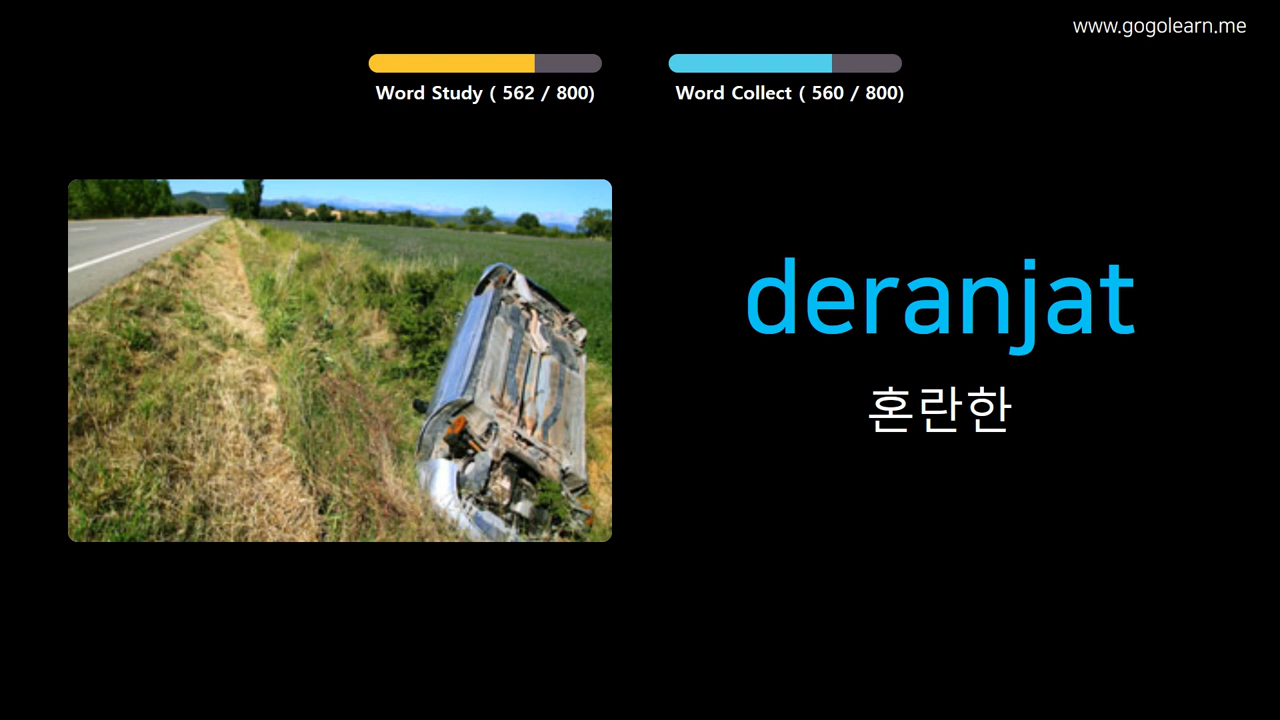 www.gogolearn.me
Word Study ( 562 / 800)
Word Collect ( 560 / 800)
deranjat
혼란한